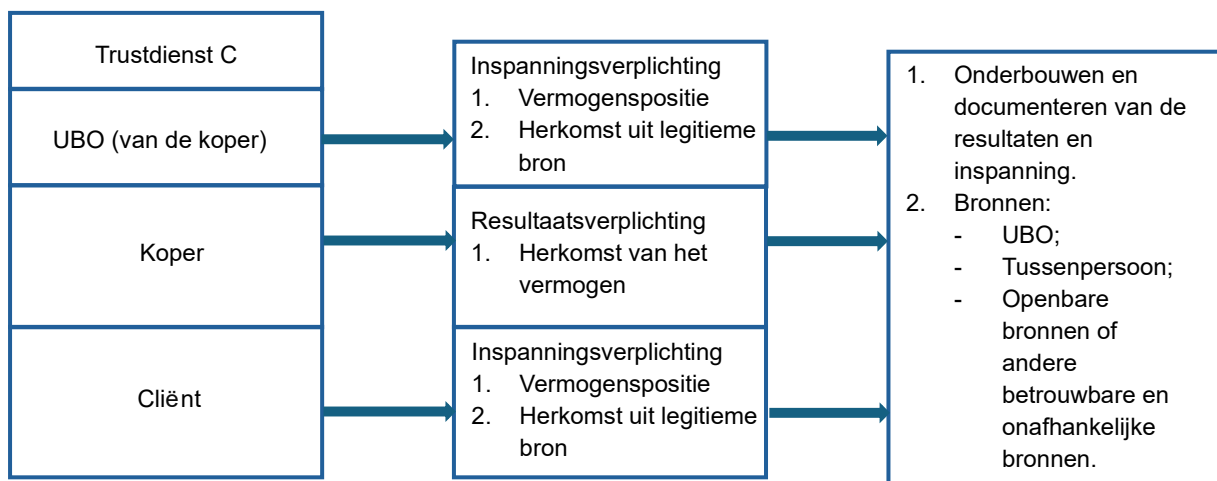 Trustdienst C
UBO (van de koper)
Koper
Cliënt
Inspanningsverplichting
1. Vermogenspositie
2. Herkomst uit legitieme
bron
Resultaatsverplichting
1. Herkomst van het
vermogen
Inspanningsverplichting
1. Vermogenspositie
2. Herkomst uit legitieme
bron
1. Onderbouwen en
documenteren van de
resultaten en
inspanning.
2. Bronnen:
- UBO;
- Tussenpersoon;
- Openbare
bronnen of
andere
betrouwbare en
onafhankelijke
bronnen.